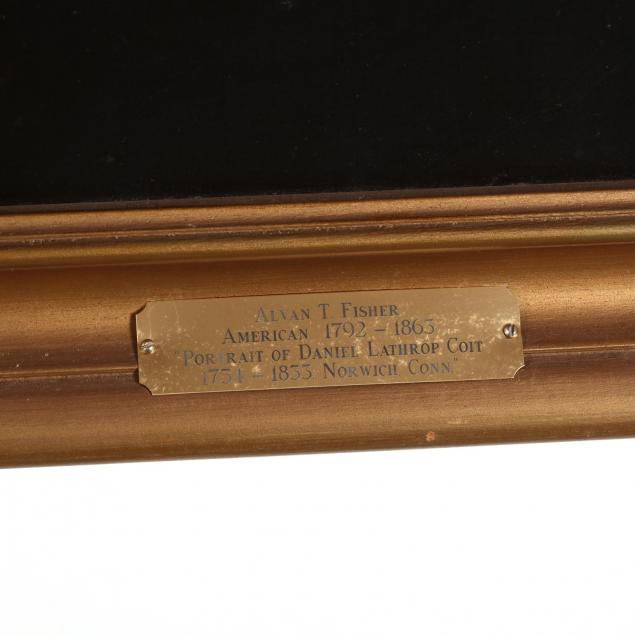 ALVAN T. FISHER
AMERICAN 1792 – 1863
"PORTRAIT OF DANIEL LATHROP COIT
1754 – 1833 NORWICH CONN."